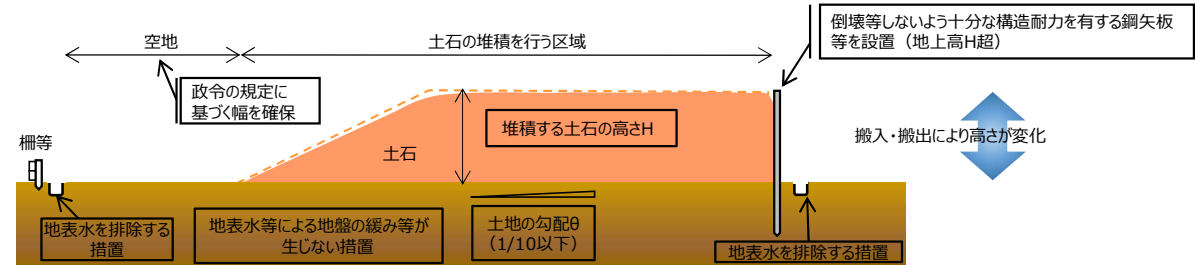 空地
土石の堆積を行う区域
倒壊等しないよう十分な構造耐力を有する鋼矢板
等を設置（地上高H超）
政令の規定に
基づく幅を確保
堆積する土石の高さH
搬入・搬出により高さが変化
柵等
土石
地表水を排除する
措置
地表水等による地盤の緩み等が
生じない措置
土地の勾配θ
（1/10以下）
地表水を排除する措置